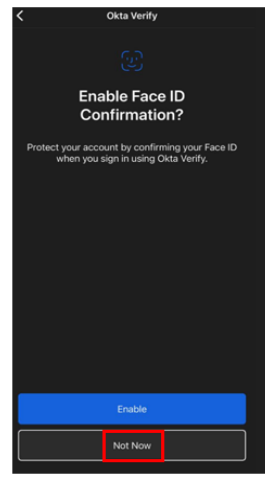 Okta Verify
Enable Face ID
Confirmation?
Protect your account by confirming your Face ID
when you sign in using Okta Verify.
Enable
Not Now